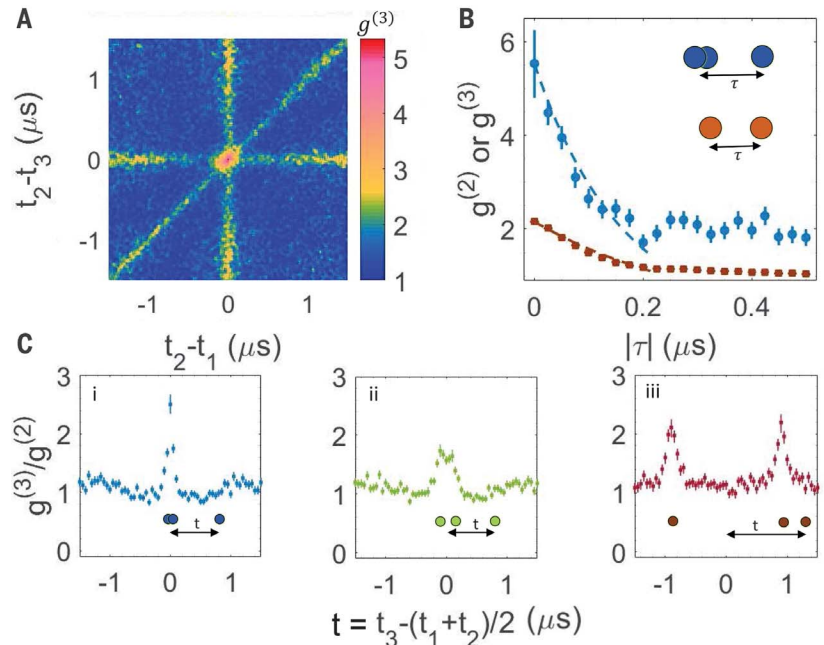 A
g(3)
t2-t3 (μs)
1
0
-1
-1 0 1
t2-t1 (μs)
5
4
3
2
1
B
g(2) or g(3)
6
4
2
0 0.2 0.4
|τ| (μs)
τ
τ
C
g(3)/g(2)
3
2
1
0
i
t
-1 0 1
3
2
1
0
ii
t
-1 0 1
3
2
1
0
iii
t
-1 0 1
t = t3-(t1+t2)/2 (μs)